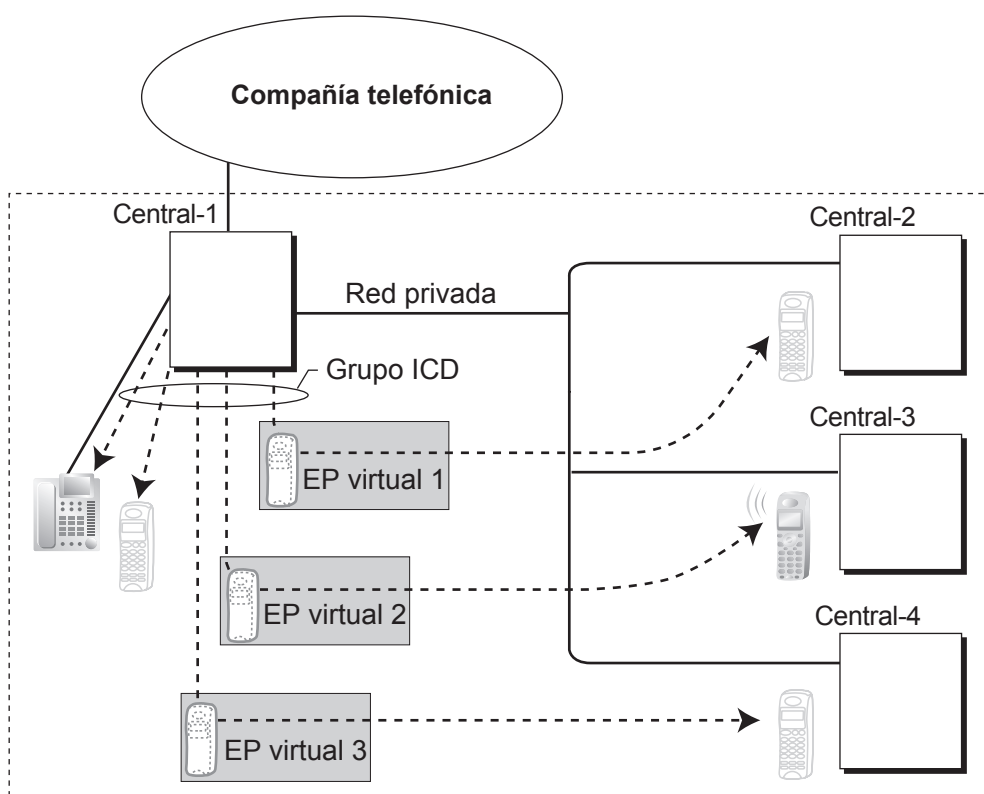 Compañía telefónica
Central-1
Central-2
Red privada
Grupo ICD
Central-3
EP virtual 1
EP virtual 2
Central-4
EP virtual 3